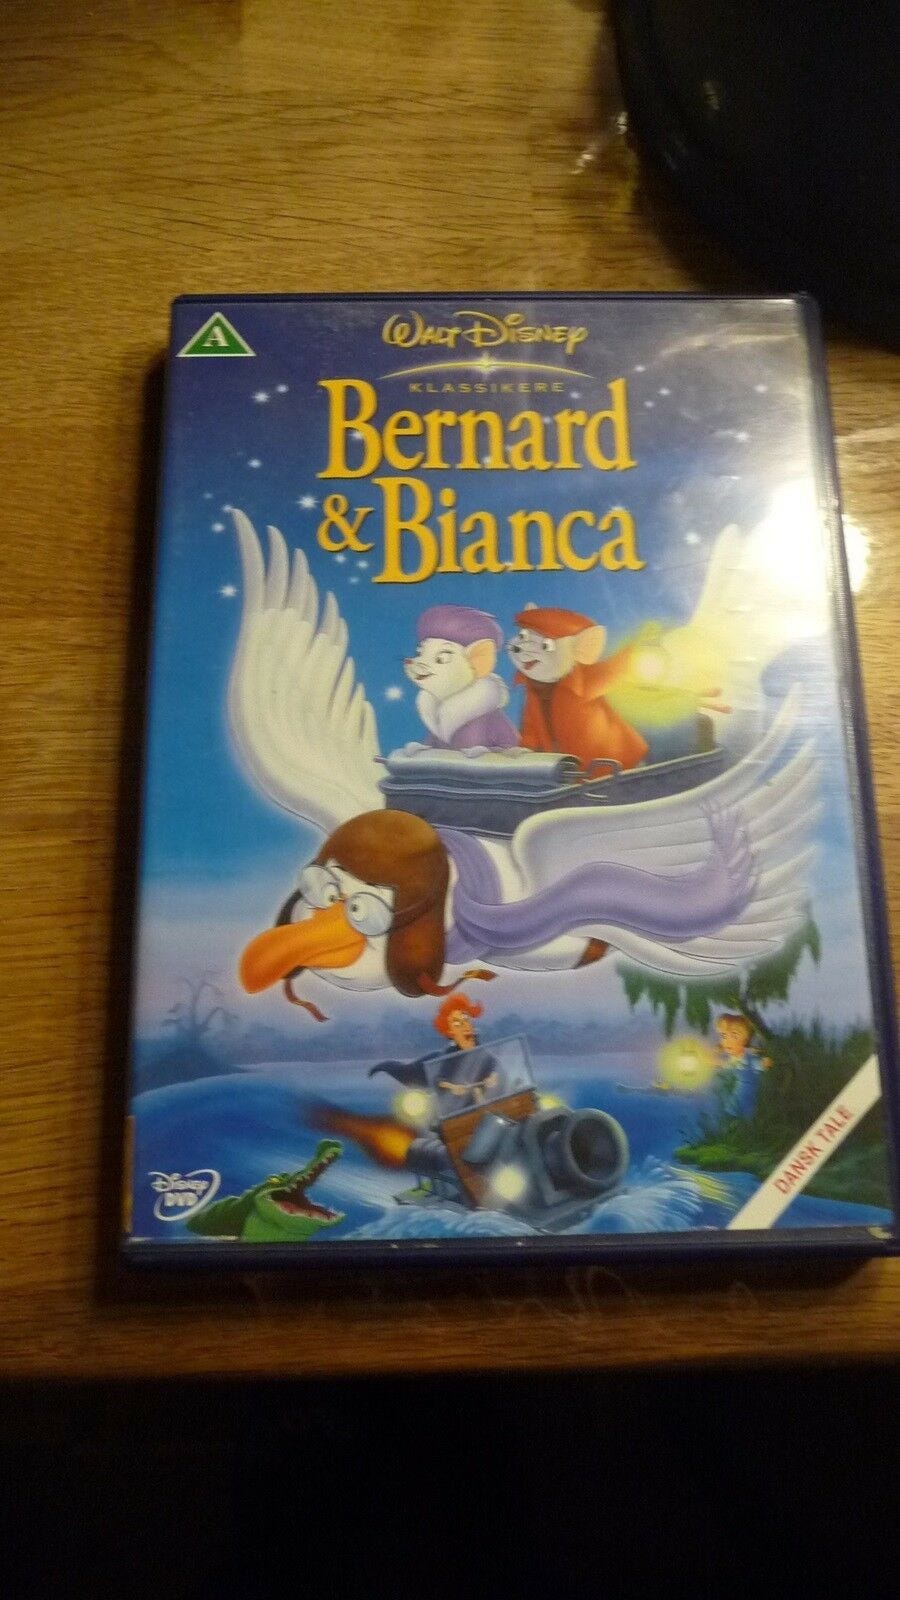 A
WALT DISNEY
KLASSIKERE
Bernard
& Bianca
DANSK TALE
DISNEY
DVD